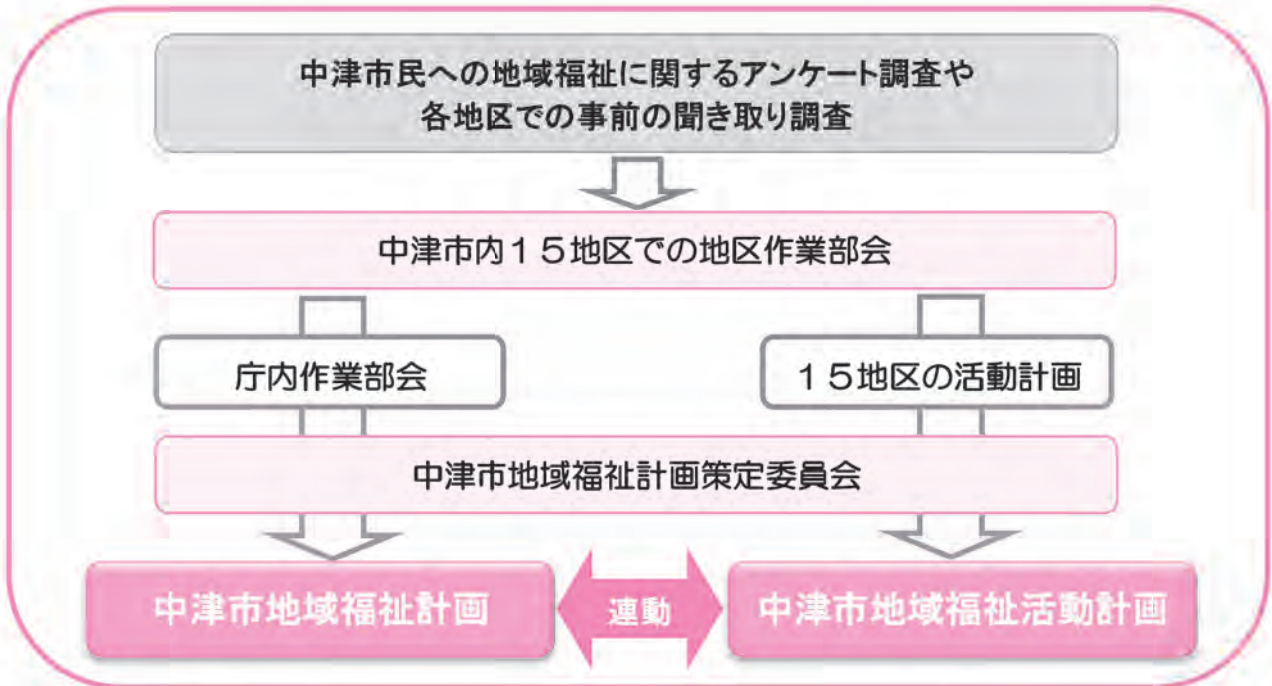 中津市民への地域福祉に関するアンケート調査や
各地区での事前の聞き取り調査
中津市内１５地区での地区作業部会
庁内作業部会
１５地区の活動計画
中津市地域福祉計画策定委員会
中津市地域福祉計画
連動
中津市地域福祉活動計画